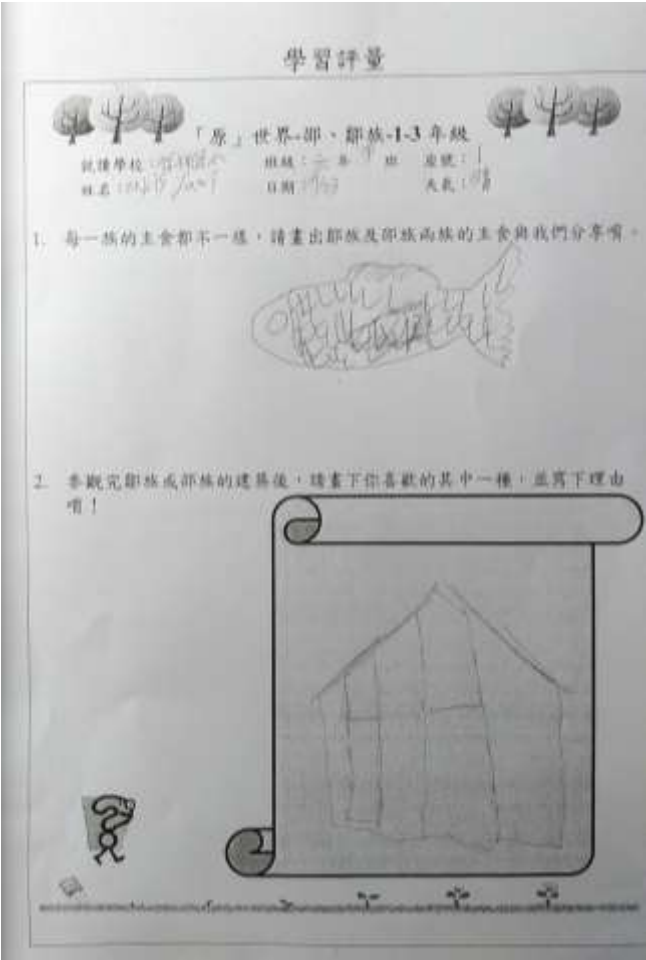 學習評量
「原」世界-邵、鄒族-1-3 年級
就讀學校： 班級： 年 班 座號：1
姓名： 日期： 天氣：晴
1. 每一族的主食都不一樣，請畫出鄒族及邵族兩族的主食與我們分享唷。
2. 參觀完鄒族或邵族的建築後，請畫下你喜歡的其中一種，並寫下理由
唷！